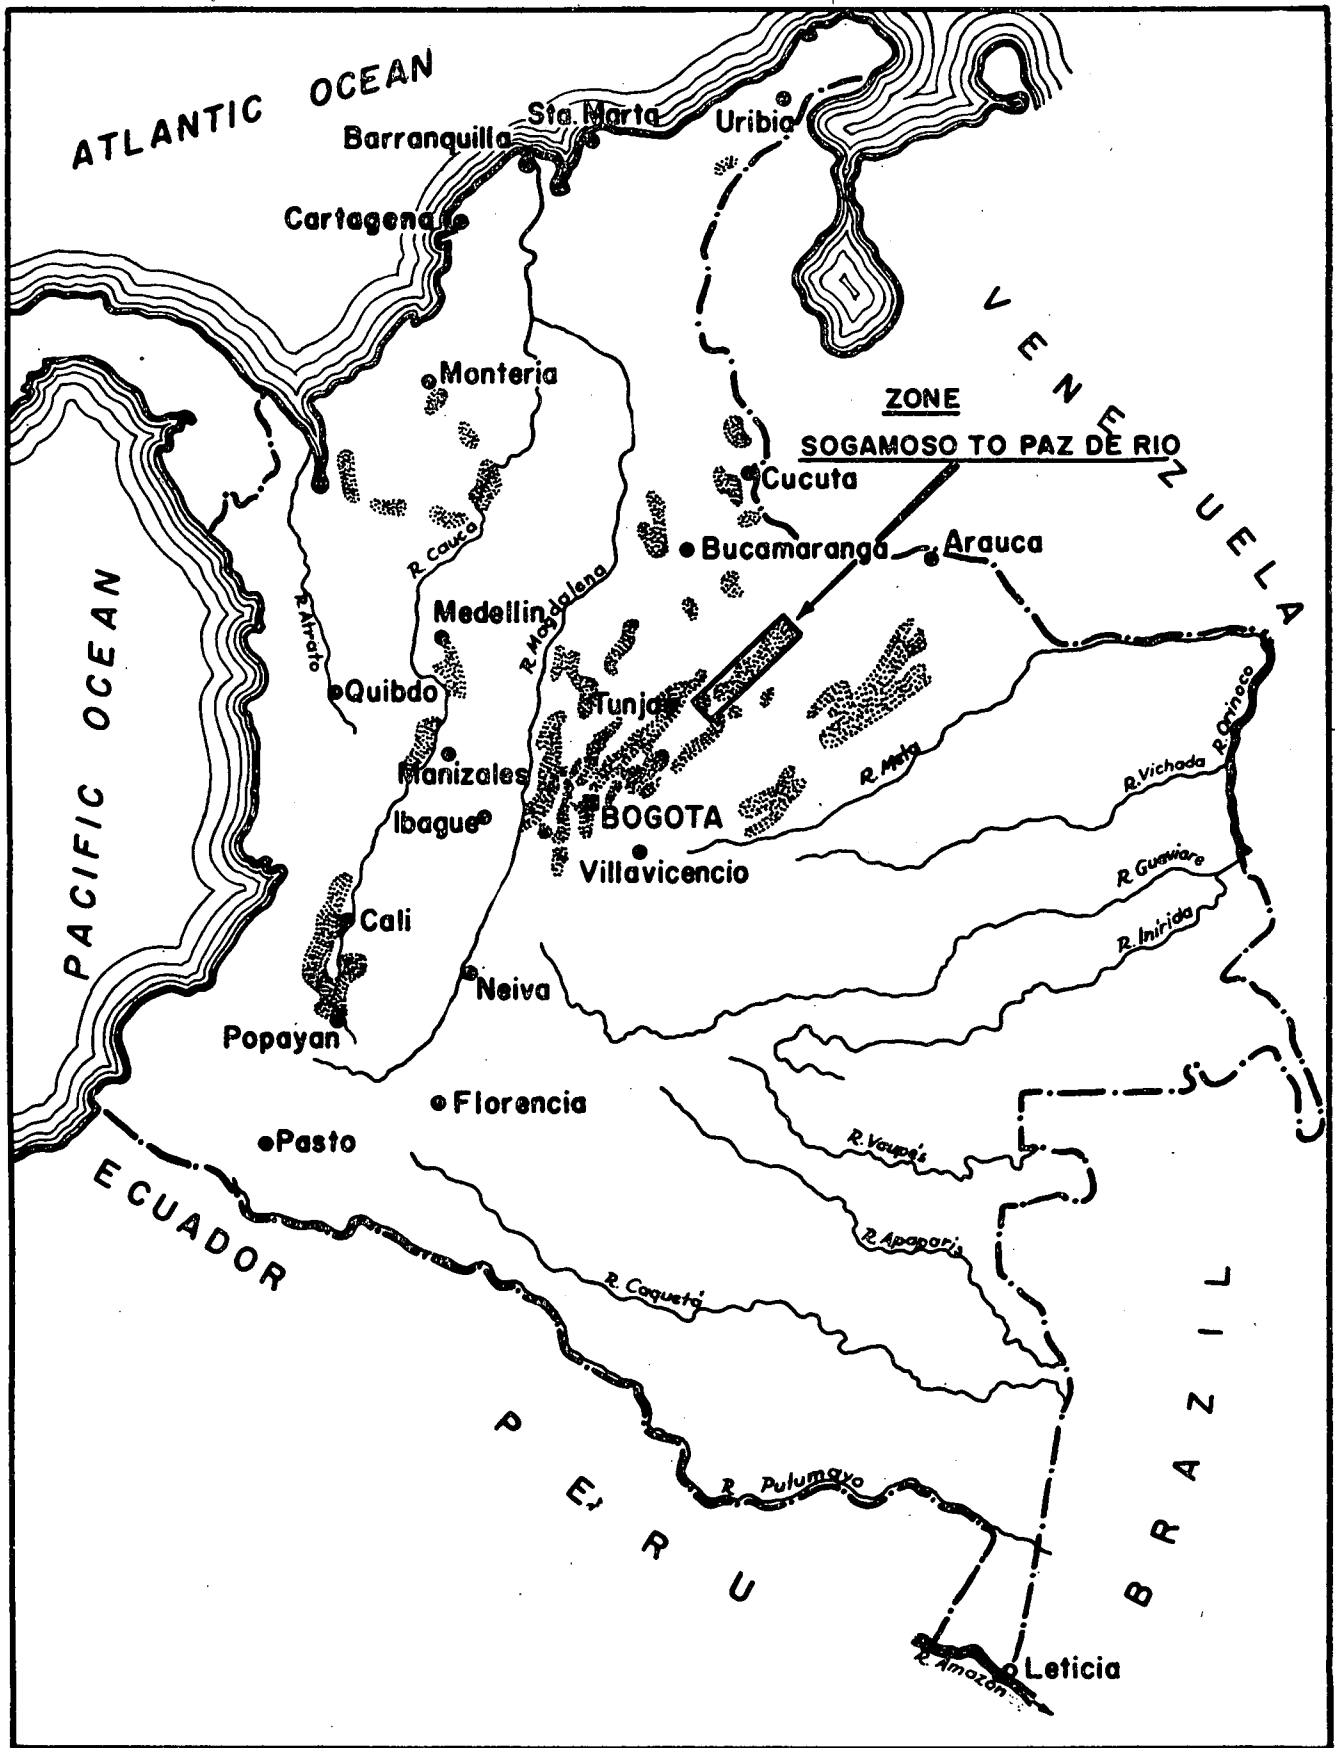 ATLANTIC OCEAN
Sta. Marta
Barranquilla
Uribia
Cartagena
VENEZUELA
Monteria
ZONE
SOGAMOSO TO PAZ DE RIO
Cucuta
R. Cauca
Bucamaranga
Arauca
PACIFIC OCEAN
R. Atrato
Medellin
R. Magdalena
Quibdo
Tunja
R. Orinoco
Manizales
R. Meta
R. Vichada
Ibague
BOGOTA
Villavicencio
R. Guaviare
Cali
R. Inirida
Neiva
Popayan
Florencia
Pasto
R. Vaupés
ECUADOR
R. Apaparis
R. Caquetá
BRAZIL
PERU
R Putumayo
R. Amazon
Leticia